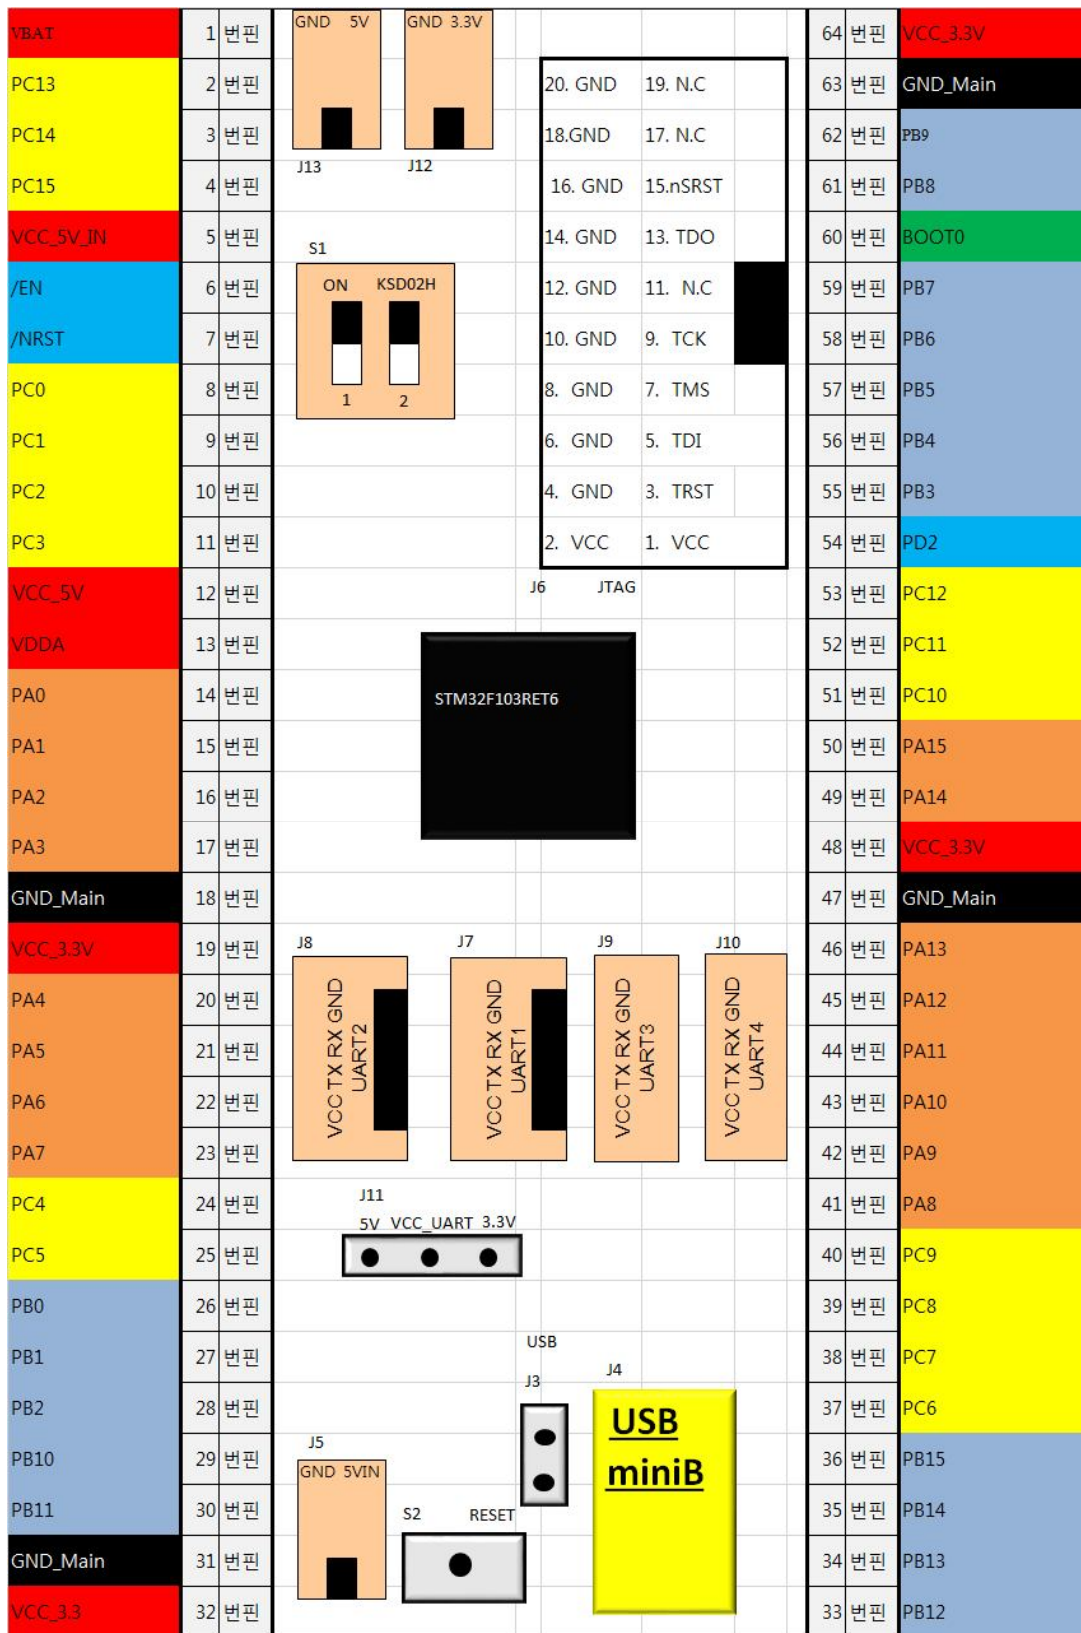 VBAT 1 번핀
PC13 2 번핀
PC14 3 번핀
PC15 4 번핀
VCC_5V_IN 5 번핀
/EN 6 번핀
/NRST 7 번핀
PC0 8 번핀
PC1 9 번핀
PC2 10 번핀
PC3 11 번핀
VCC_5V 12 번핀
VDDA 13 번핀
PA0 14 번핀
PA1 15 번핀
PA2 16 번핀
PA3 17 번핀
GND_Main 18 번핀
VCC_3.3V 19 번핀
PA4 20 번핀
PA5 21 번핀
PA6 22 번핀
PA7 23 번핀
PC4 24 번핀
PC5 25 번핀
PB0 26 번핀
PB1 27 번핀
PB2 28 번핀
PB10 29 번핀
PB11 30 번핀
GND_Main 31 번핀
VCC_3.3 32 번핀
GND 5V
J13
GND 3.3V
J12
S1
ON KSD02H
1 2
20. GND 19. N.C
18.GND 17. N.C
16. GND 15.nSRST
14. GND 13. TDO
12. GND 11. N.C
10. GND 9. TCK
8. GND 7. TMS
6. GND 5. TDI
4. GND 3. TRST
2. VCC 1. VCC
J6 JTAG
STM32F103RET6
J8
VCC TX RX GND
UART2
J7
VCC TX RX GND
UART1
J9
VCC TX RX GND
UART3
J10
VCC TX RX GND
UART4
J11
5V VCC_UART 3.3V
USB
J3
J4
USB
miniB
J5
GND 5VIN
S2 RESET
64 번핀 VCC_3.3V
63 번핀 GND_Main
62 번핀 PB9
61 번핀 PB8
60 번핀 BOOT0
59 번핀 PB7
58 번핀 PB6
57 번핀 PB5
56 번핀 PB4
55 번핀 PB3
54 번핀 PD2
53 번핀 PC12
52 번핀 PC11
51 번핀 PC10
50 번핀 PA15
49 번핀 PA14
48 번핀 VCC_3.3V
47 번핀 GND_Main
46 번핀 PA13
45 번핀 PA12
44 번핀 PA11
43 번핀 PA10
42 번핀 PA9
41 번핀 PA8
40 번핀 PC9
39 번핀 PC8
38 번핀 PC7
37 번핀 PC6
36 번핀 PB15
35 번핀 PB14
34 번핀 PB13
33 번핀 PB12